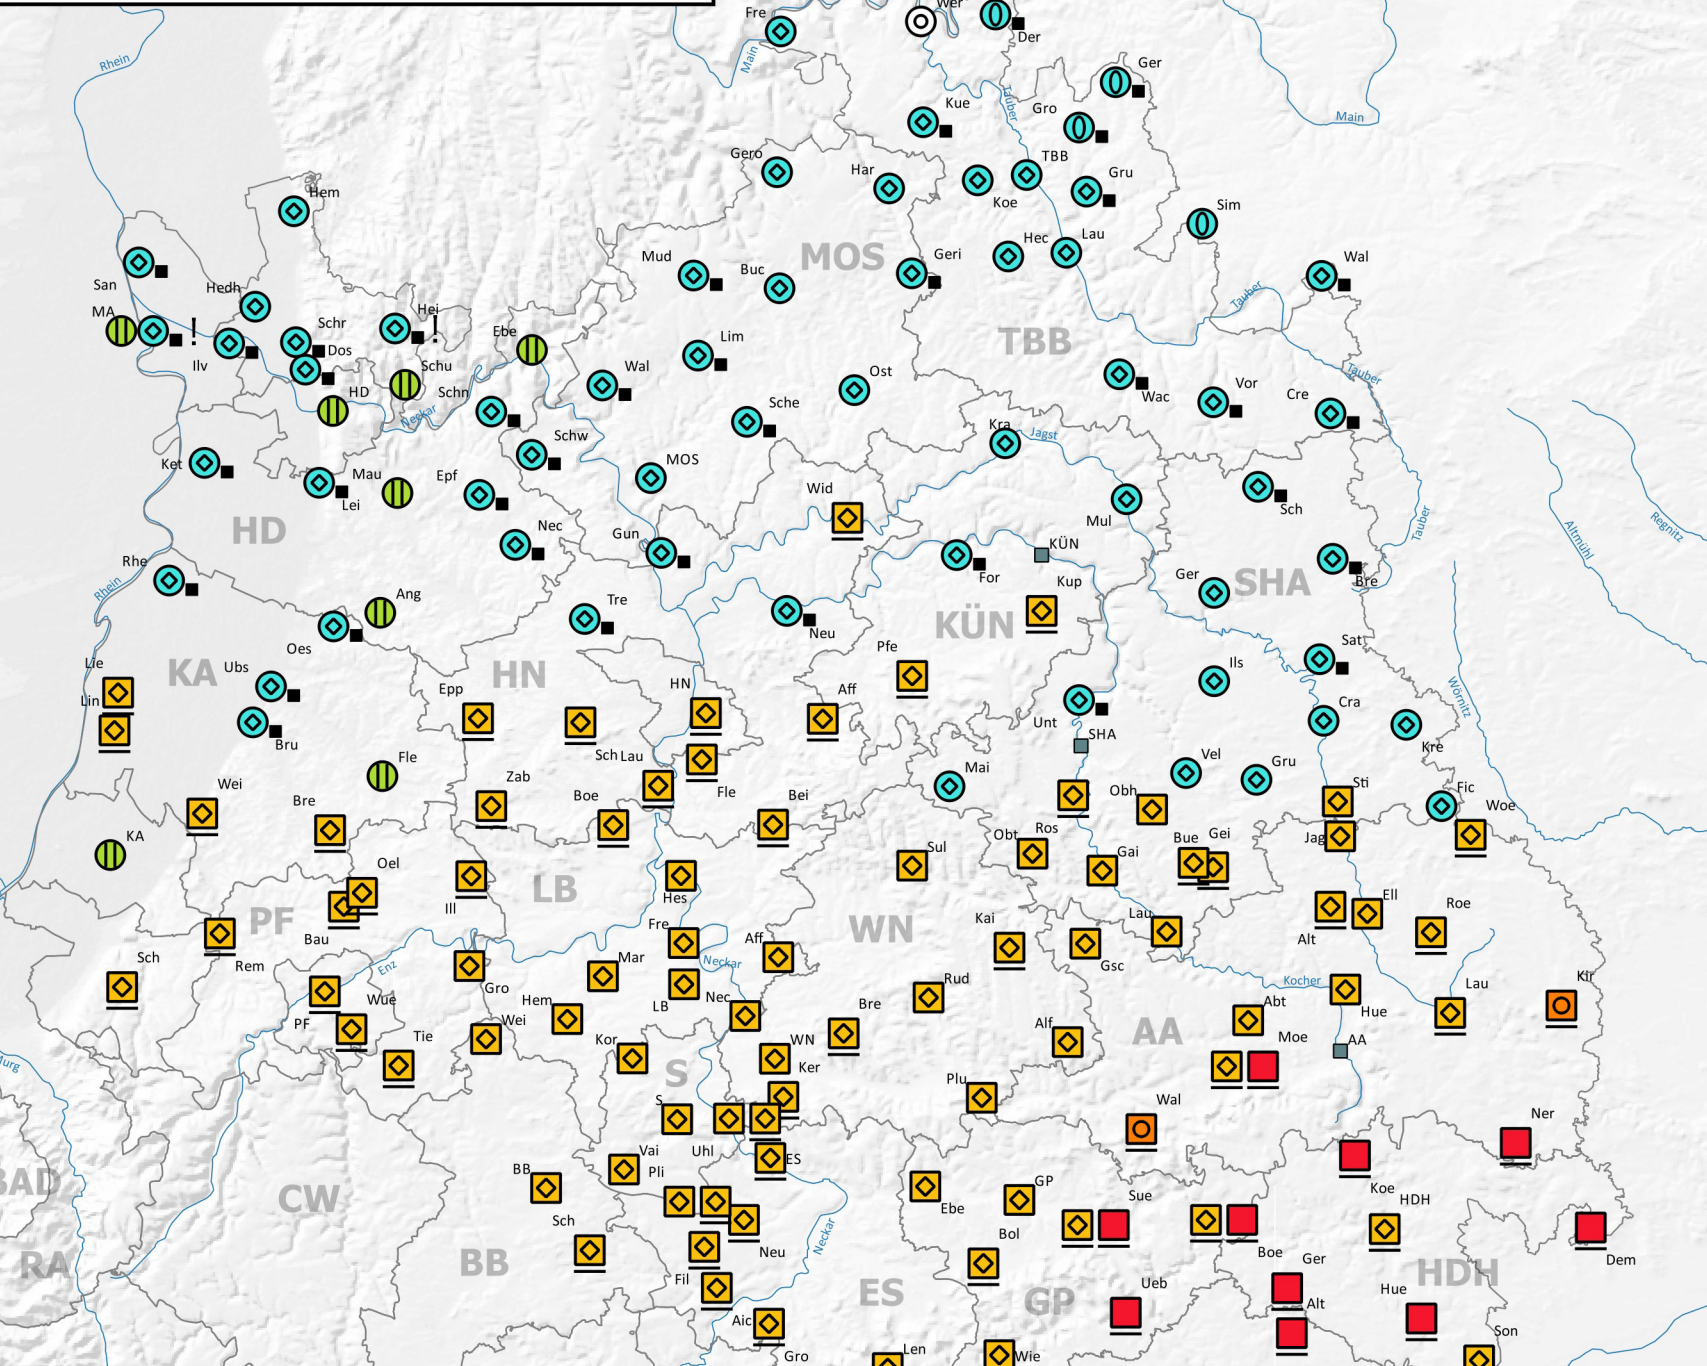 Fre
Wer
Der
Rhein
Main
Ger
Tauber
Kue
Gro
Main
Gero
Har
TBB
Koe
Gru
Hem
Sim
Mud
Buc
MOS
Geri
Hec
Lau
Wal
San
Hedh
Tauber
MA
!
Schr
Hei
!
Ebe
TBB
Ilv
Dos
Lim
Schu
Wal
Ost
Tauber
HD
Schn
Neckar
Sche
Wac
Vor
Cre
Kra
Jagst
Schw
Ket
Mau
Epf
MOS
Lei
Wid
Mul
Sch
Tauber
Altmühl
Regnitz
HD
Nec
Gun
KÜN
For
Rhe
Rhein
Kup
Ger
SHA
Bre
Ang
Tre
Neu
KÜN
Oes
Pfe
Ils
Sat
Lie
KA
Ubs
HN
HN
Epp
Aff
Lin
Unt
Cra
Wörnitz
Bru
SHA
Kre
Fle
Sch
Lau
Mai
Vel
Gru
Zab
Wei
Boe
Fle
Bei
Obh
Sti
Fic
Woe
Bre
KA
Obt
Ros
Bue
Gei
Jag
Oel
Sul
Gai
LB
Ill
Hes
Ell
Roe
PF
Bau
Fre
Aff
WN
Kai
Lau
Alt
Sch
Rem
Enz
Mar
Neckar
Gsc
Kocher
Kir
Gro
Hem
LB
Nec
Rud
Lau
Wue
PF
Wei
Bre
Abt
Hue
Tie
Kor
WN
Alf
AA
Moe
AA
Murg
S
Ker
Plu
S
Wal
Ner
Vai
Uhl
ES
BAD
BB
Pli
CW
GP
Sue
Koe
HDH
Ebe
Sch
Neu
Neckar
Bol
Boe
RA
BB
Ger
HDH
Dem
Fil
ES
GP
Ueb
Hue
Alt
Aic
Son
Gro
Len
Wie